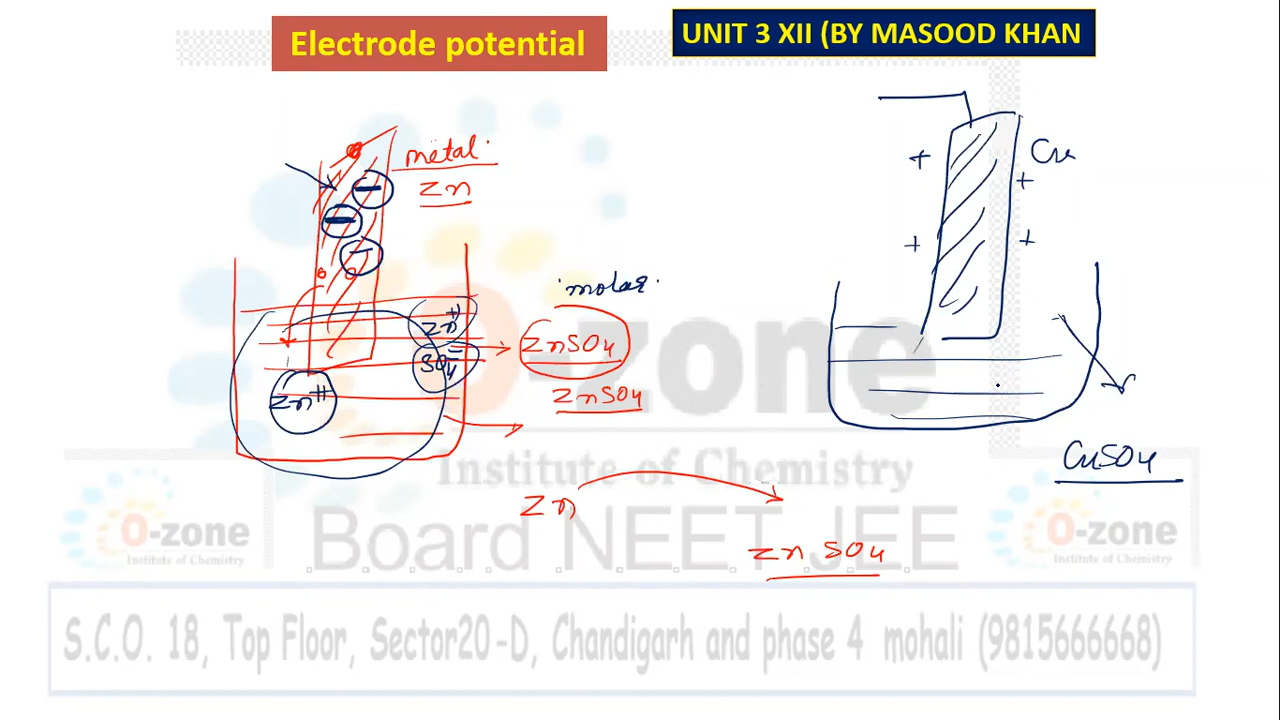 Electrode potential
UNIT 3 XII (BY MASOOD KHAN
metal
Zn
Zn++
SO4--
Zn++
molar
ZnSO4
ZnSO4
Zn
ZnSO4
+
+
+
+
Cu
CuSO4
O-zone
Institute of Chemistry
Board NEET JEE
O-zone
Institute of Chemistry
O-zone
Institute of Chemistry
S.C.O. 18, Top Floor, Sector20-D, Chandigarh and phase 4 mohali (9815666668)